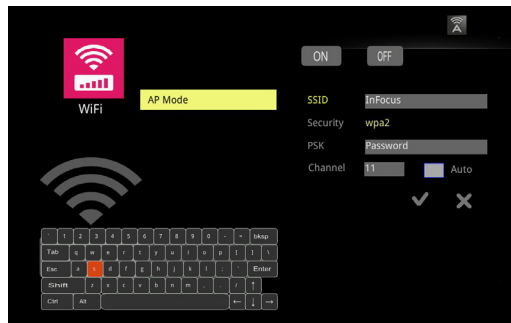 A
ON OFF
WiFi
AP Mode
SSID InFocus
Security wpa2
PSK Password
Channel 11 Auto
` 1 2 3 4 5 6 7 8 9 0 - = bksp
Tab q w e r t y u i o p [ ] \
Esc a s d f g h j k l ; ' Enter
Shift z x c v b n m , . / ↑
Ctrl Alt ← ↓ →